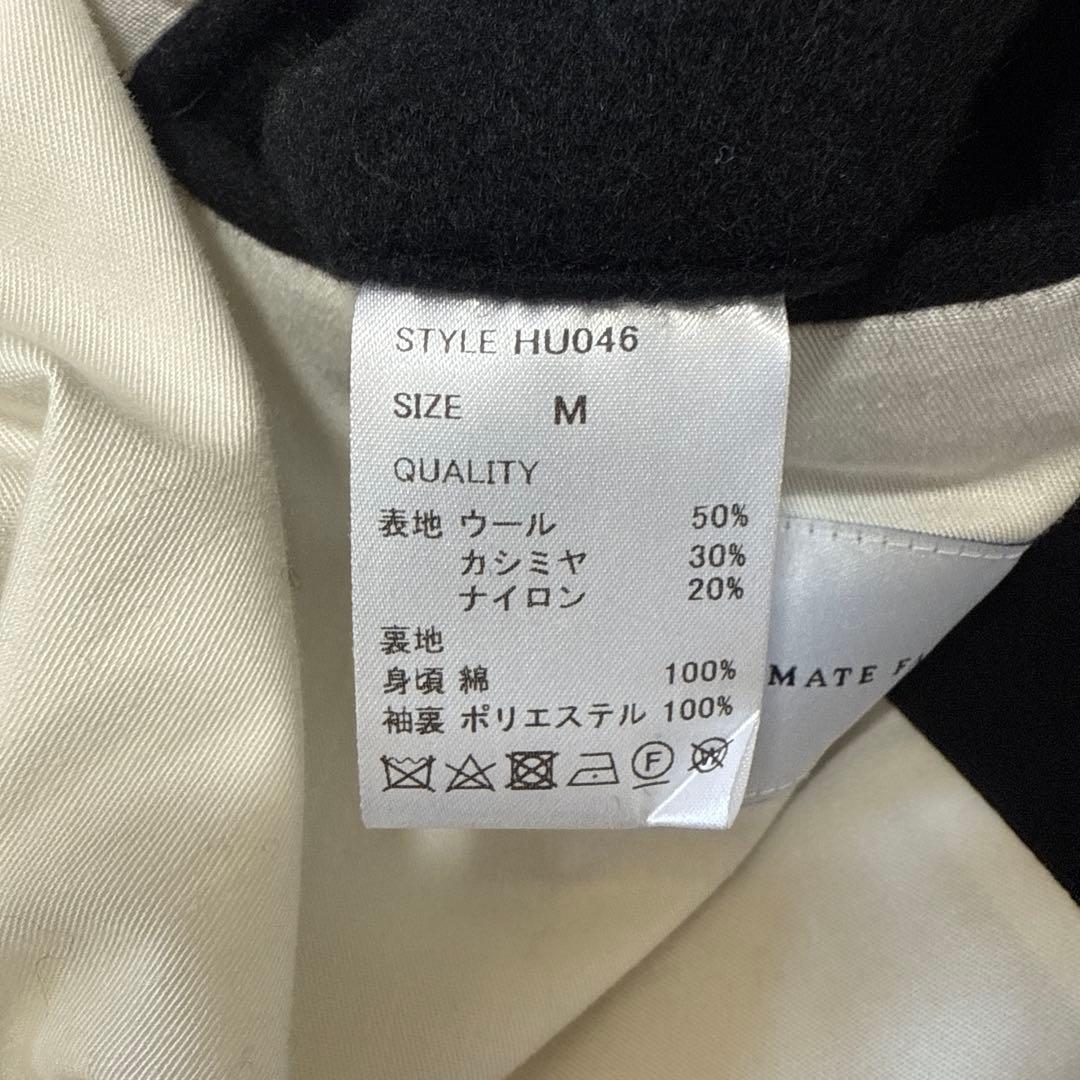 STYLE HU046
SIZE M
QUALITY
表地 ウール 50%
カシミヤ 30%
ナイロン 20%
裏地
身頃 綿 100%
袖裏 ポリエステル 100%
F W
MATE